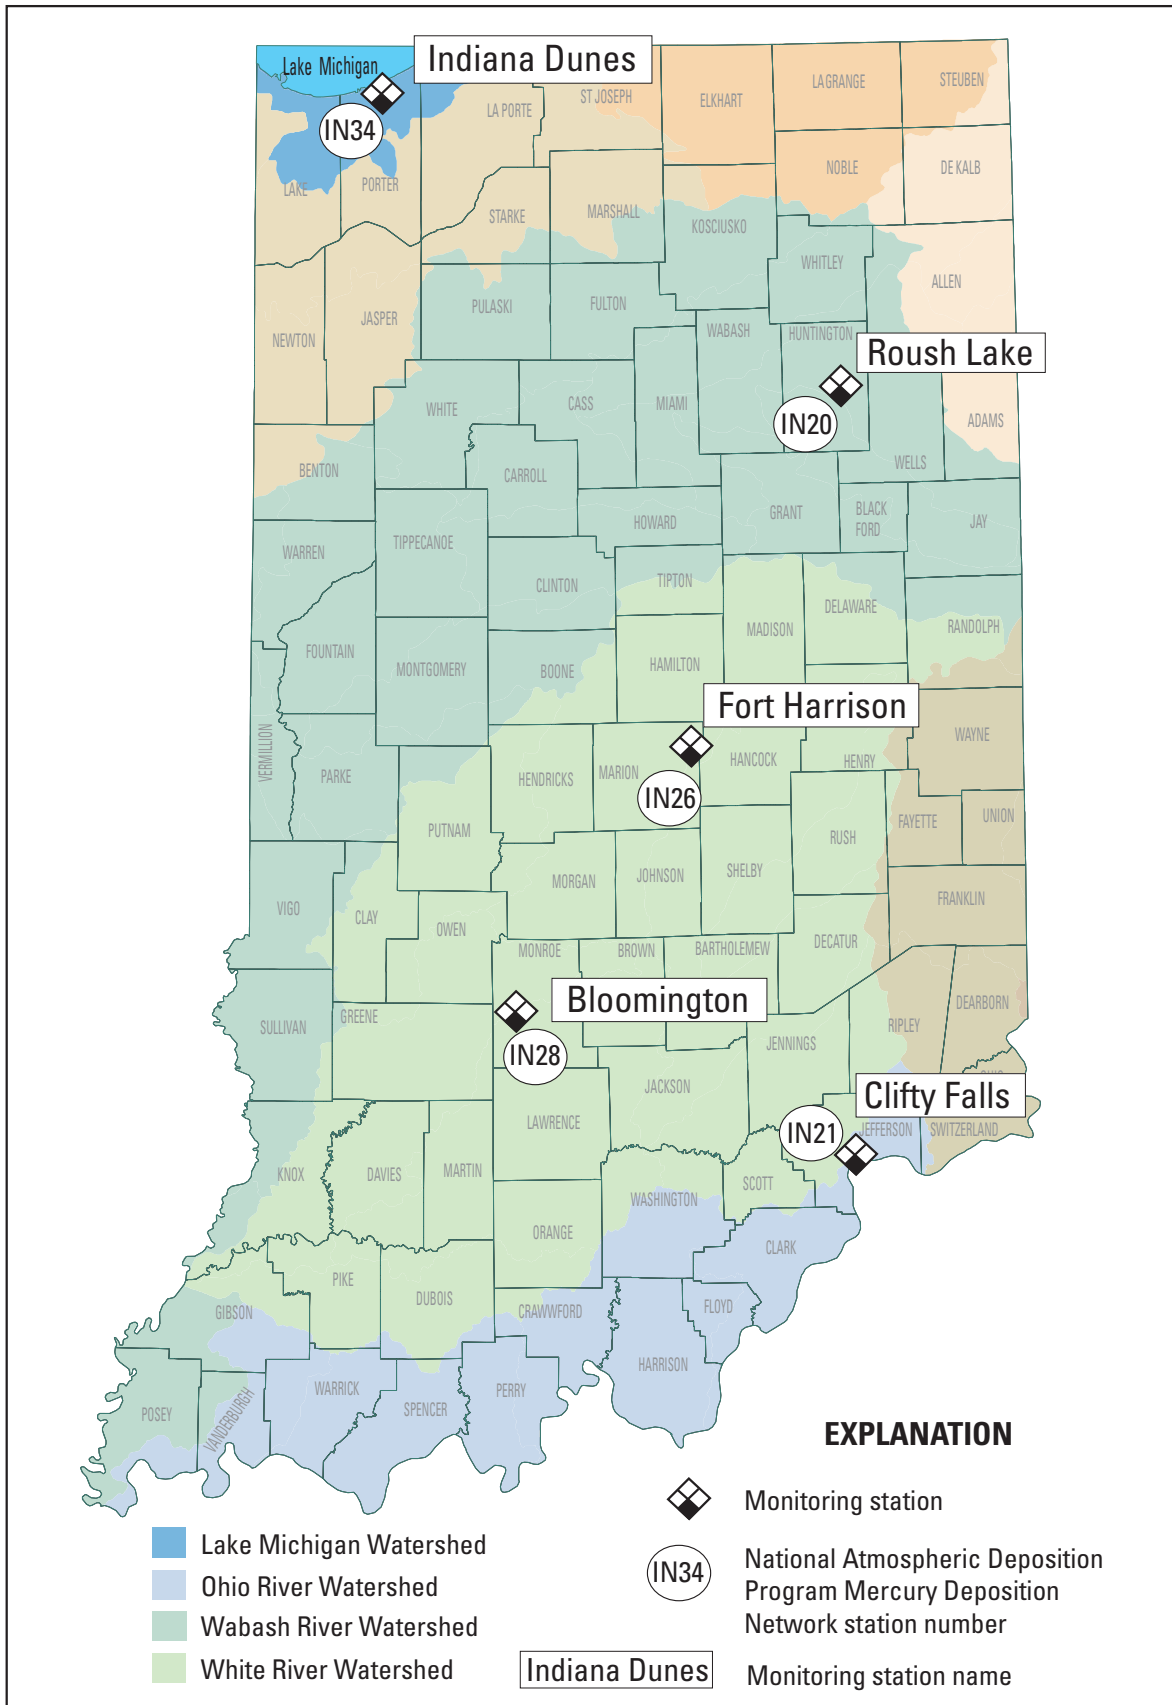 Lake Michigan
Indiana Dunes
IN34
LAKE
PORTER
LA PORTE
ST JOSEPH
ELKHART
LAGRANGE
STEUBEN
NOBLE
DE KALB
STARKE
MARSHALL
KOSCIUSKO
WHITLEY
ALLEN
NEWTON
JASPER
PULASKI
FULTON
WABASH
HUNTINGTON
Roush Lake
IN20
ADAMS
WHITE
CASS
MIAMI
BENTON
CARROLL
WELLS
GRANT
BLACK
FORD
JAY
HOWARD
WARREN
TIPPECANOE
CLINTON
TIPTON
DELAWARE
MADISON
RANDOLPH
FOUNTAIN
MONTGOMERY
BOONE
HAMILTON
Fort Harrison
IN26
VERMILLION
PARKE
HENDRICKS
MARION
HANCOCK
HENRY
WAYNE
PUTNAM
RUSH
FAYETTE
UNION
MORGAN
JOHNSON
SHELBY
FRANKLIN
VIGO
CLAY
OWEN
MONROE
BROWN
BARTHOLEMEW
DECATUR
Bloomington
IN28
SULLIVAN
GREENE
JENNINGS
RIPLEY
DEARBORN
OHIO
JACKSON
LAWRENCE
Clifty Falls
IN21
JEFFERSON
SWITZERLAND
KNOX
DAVIES
MARTIN
SCOTT
WASHINGTON
ORANGE
CLARK
PIKE
DUBOIS
CRAWWFORD
FLOYD
GIBSON
HARRISON
WARRICK
PERRY
SPENCER
POSEY
VANDERBURGH
EXPLANATION
Monitoring station
IN34
National Atmospheric Deposition
Program Mercury Deposition
Network station number
Indiana Dunes
Monitoring station name
Lake Michigan Watershed
Ohio River Watershed
Wabash River Watershed
White River Watershed